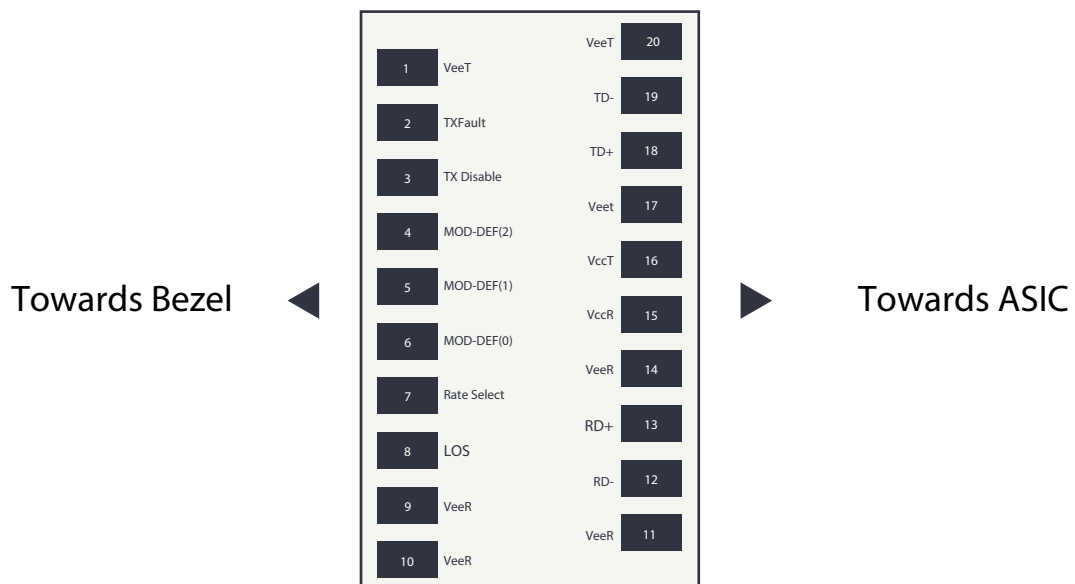 VeeT 20
1 VeeT
TD- 19
2 TXFault
TD+ 18
3 TX Disable
Veet 17
4 MOD-DEF(2)
VccT 16
5 MOD-DEF(1)
Towards Bezel
Towards ASIC
VccR 15
6 MOD-DEF(0)
VeeR 14
7 Rate Select
RD+ 13
8 LOS
RD- 12
9 VeeR
VeeR 11
10 VeeR